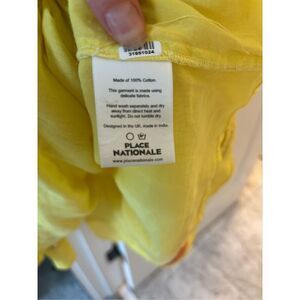 31851024
Made of 100% Cotton.
This garment is made using
delicate fabrics.
Hand wash separately and dry
away from direct heat and
sunlight. Do not tumble dry.
Designed in the UK, made in India.
PLACE
NATIONALE
www.placenationale.com